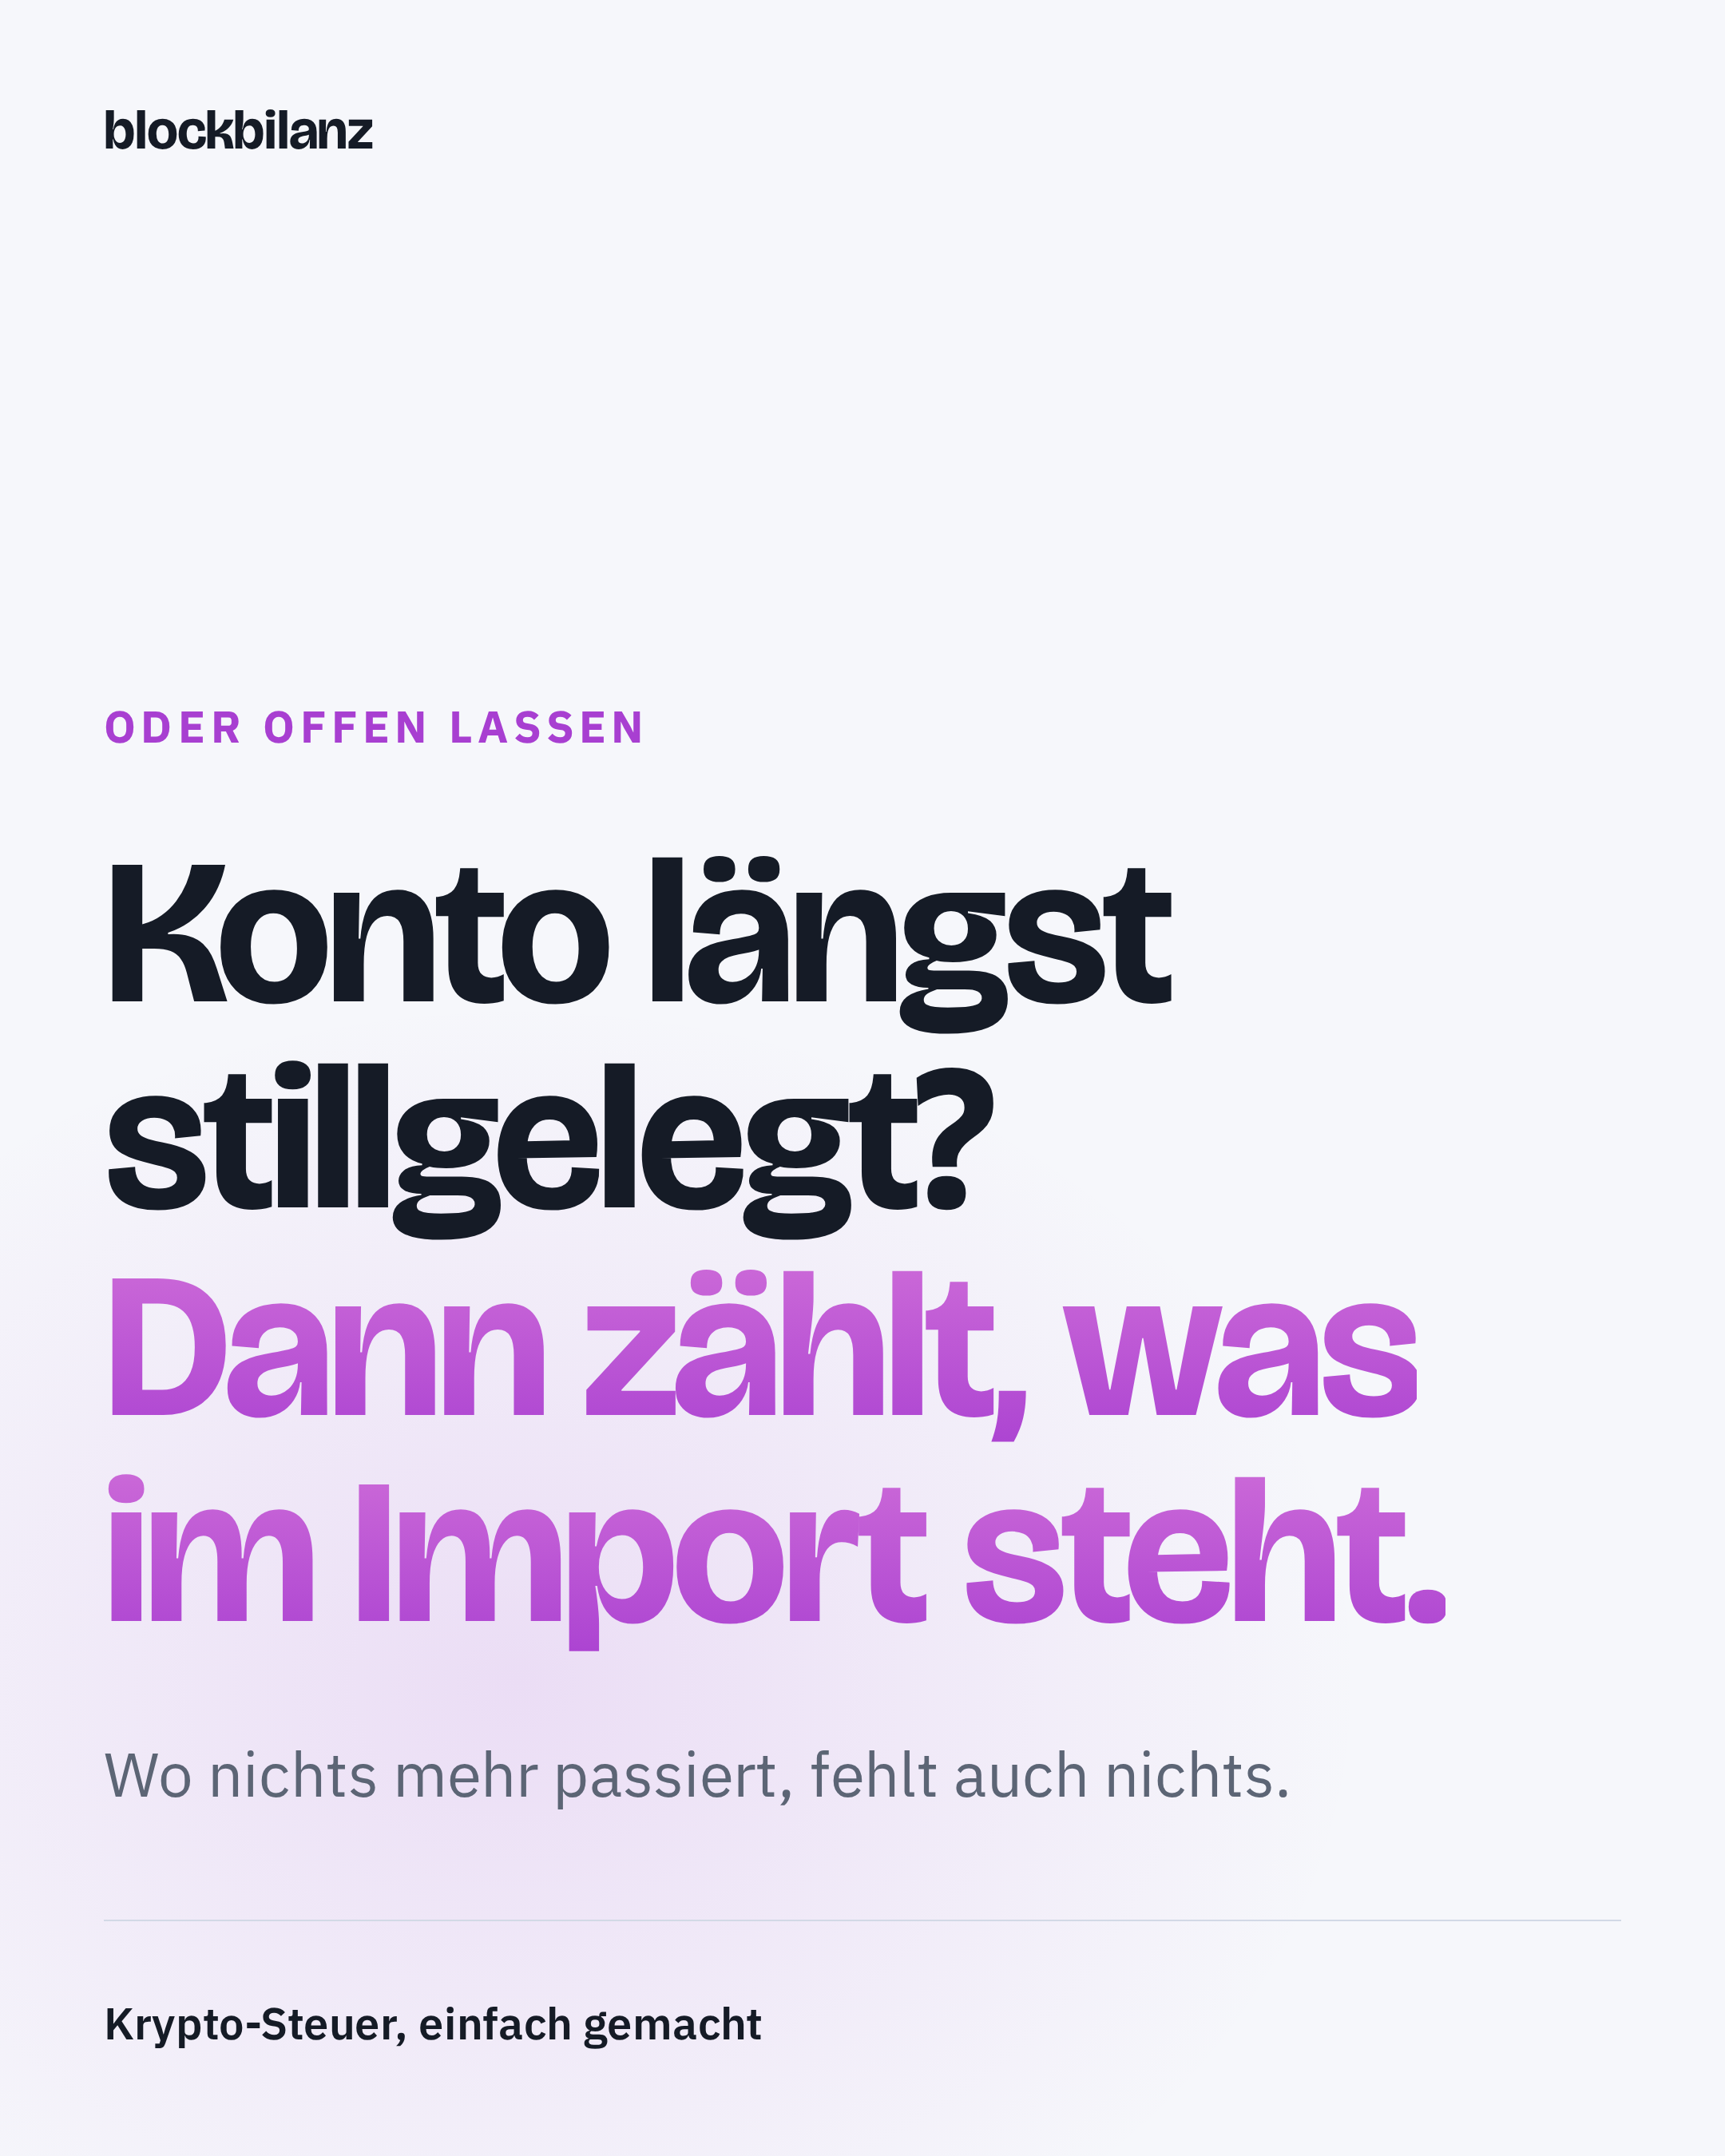 blockbilanz
ODER OFFEN LASSEN
Konto längst
stillgelegt?
Dann zählt, was
im Import steht.
Wo nichts mehr passiert, fehlt auch nichts.
Krypto-Steuer, einfach gemacht